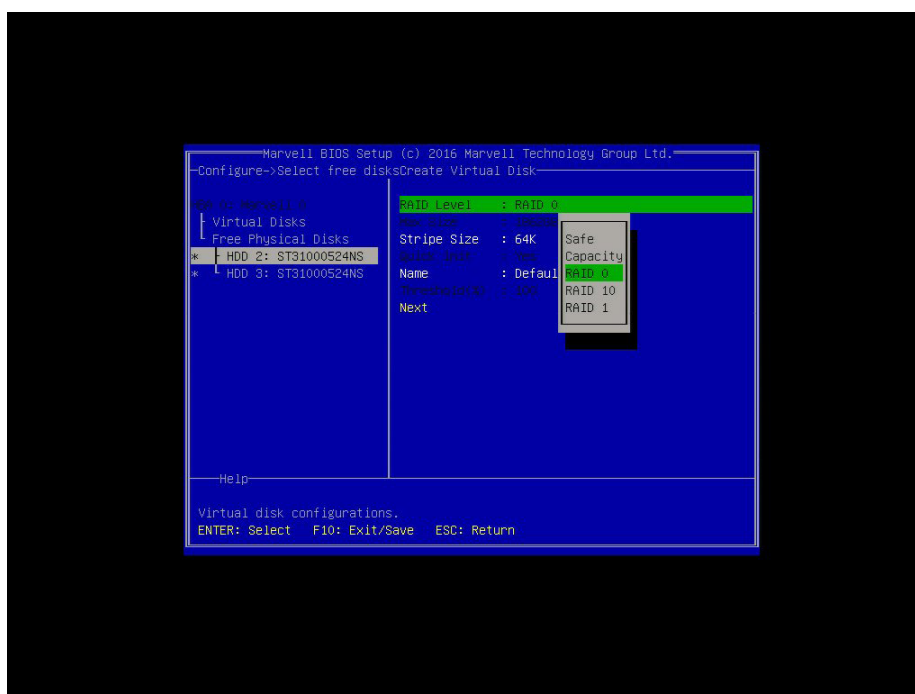 Marvell BIOS Setup (c) 2016 Marvell Technology Group Ltd.
Configure->Select free disksCreate Virtual Disk
Virtual Disks
Free Physical Disks
* HDD 2: ST31000524NS
* HDD 3: ST31000524NS
RAID Level : RAID 0
Stripe Size : 64K
Name : Defaul
Next
Safe
Capacity
RAID 0
RAID 10
RAID 1
Help
Virtual disk configurations.
ENTER: Select F10: Exit/Save ESC: Return